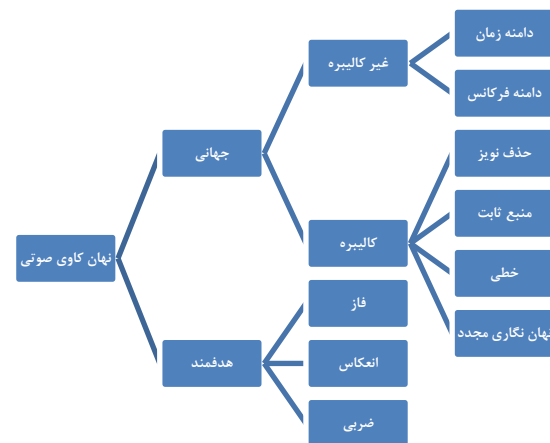 نهان کاوی صوتی
جهانی
هدفمند
غیر کالیبره
کالیبره
فاز
انعکاس
ضربی
دامنه زمان
دامنه فرکانس
حذف نویز
منبع ثابت
خطی
نهان نگاری مجدد